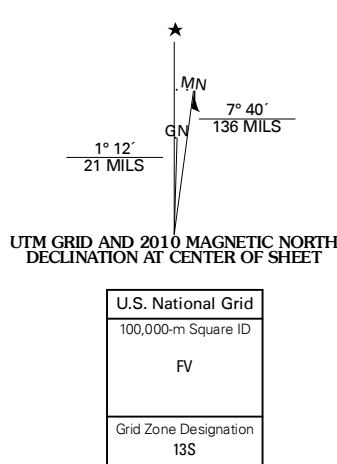 ★
MN
7° 40´
136 MILS
GN
1° 12´
21 MILS
UTM GRID AND 2010 MAGNETIC NORTH
DECLINATION AT CENTER OF SHEET
U.S. National Grid
100,000-m Square ID
FV
Grid Zone Designation
13S